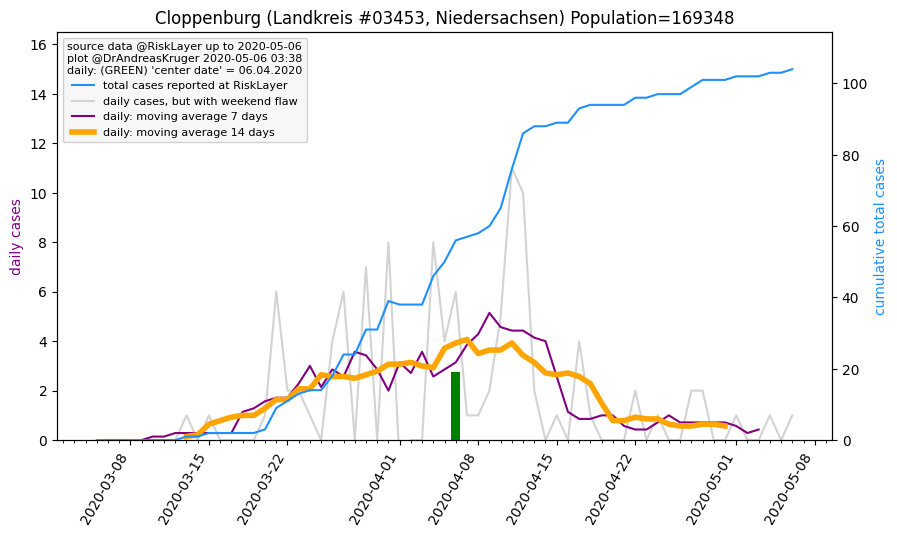 Cloppenburg (Landkreis #03453, Niedersachsen) Population=169348
source data @RiskLayer up to 2020-05-06
plot @DrAndreasKruger 2020-05-06 03:38
daily: (GREEN) 'center date' = 06.04.2020
total cases reported at RiskLayer
daily cases, but with weekend flaw
daily: moving average 7 days
daily: moving average 14 days
daily cases
16
14
12
10
8
6
4
2
0
cumulative total cases
100
80
60
40
20
0
2020-03-08
2020-03-15
2020-03-22
2020-04-01
2020-04-08
2020-04-15
2020-04-22
2020-05-01
2020-05-08